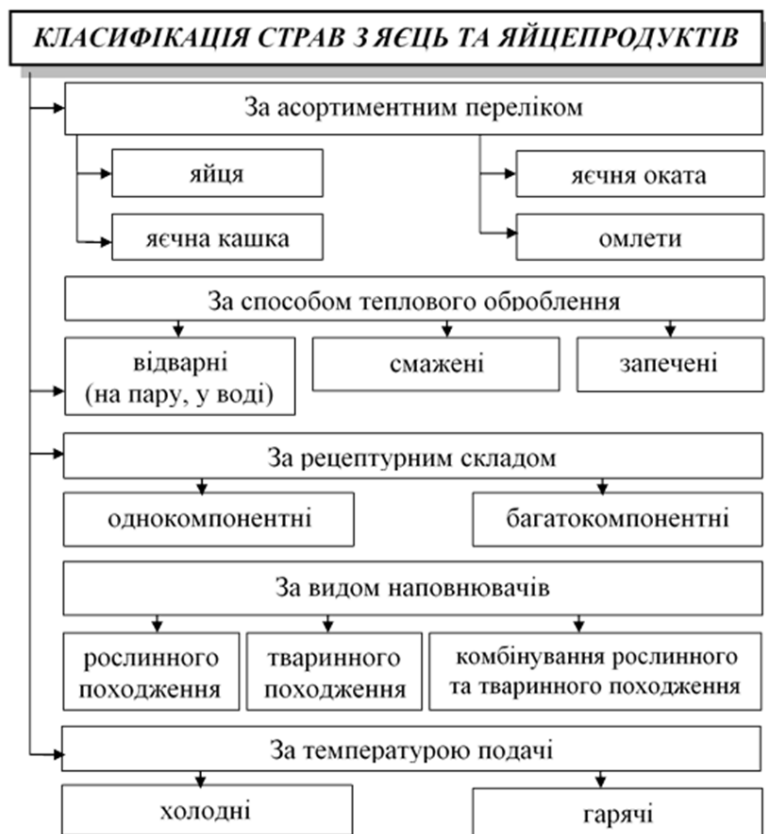 КЛАСИФІКАЦІЯ СТРАВ З ЯЄЦЬ ТА ЯЙЦЕПРОДУКТІВ
За асортиментним переліком
яйця
яєчня оката
яєчна кашка
омлети
За способом теплового оброблення
відварні
(на пару, у воді)
смажені
запечені
За рецептурним складом
однокомпонентні
багатокомпонентні
За видом наповнювачів
рослинного
походження
тваринного
походження
комбінування рослинного
та тваринного походження
За температурою подачі
холодні
гарячі